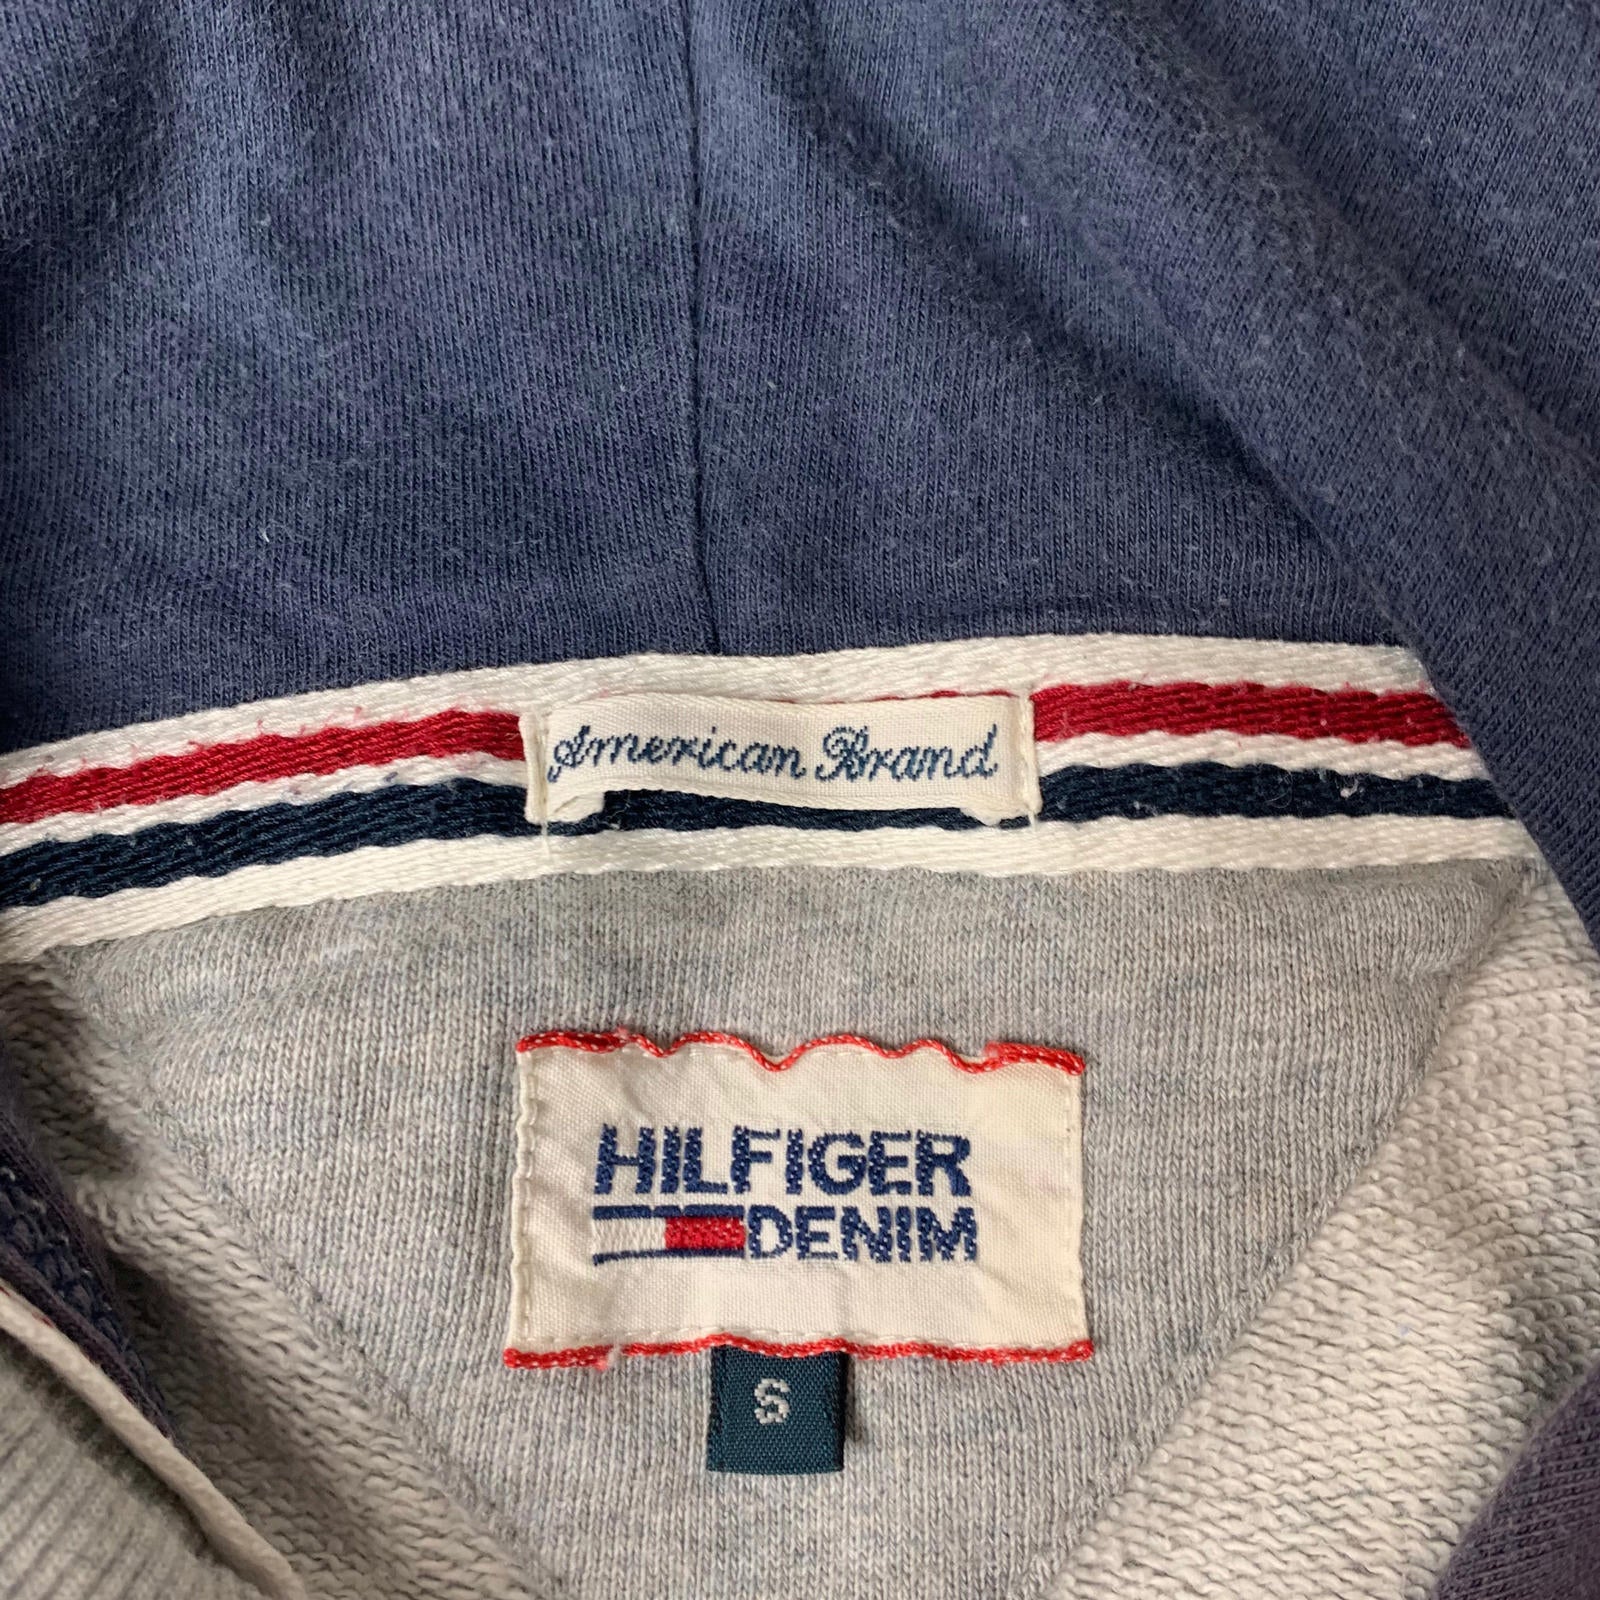 American Brand
HILFIGER
DENIM
S